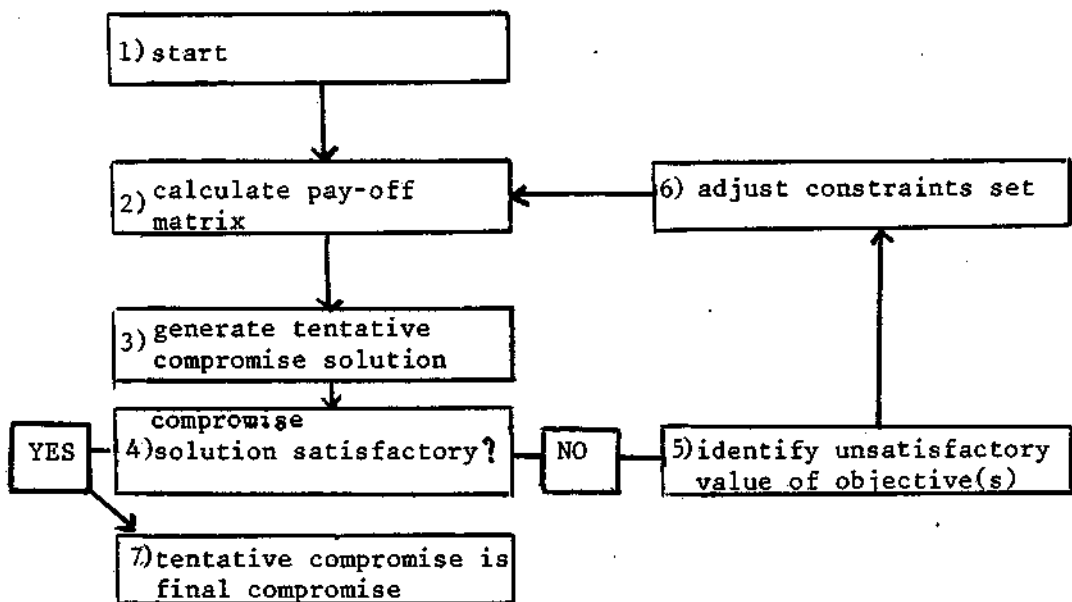 1) start
2) calculate pay-off
matrix
6) adjust constraints set
3) generate tentative
compromise solution
compromise
4) solution satisfactory?
YES
NO
5) identify unsatisfactory
value of objective(s)
7) tentative compromise is
final compromise